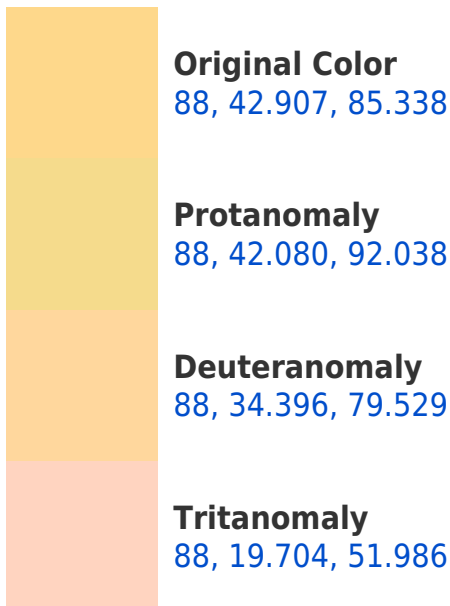 Original Color
88, 42.907, 85.338
Protanomaly
88, 42.080, 92.038
Deuteranomaly
88, 34.396, 79.529
Tritanomaly
88, 19.704, 51.986